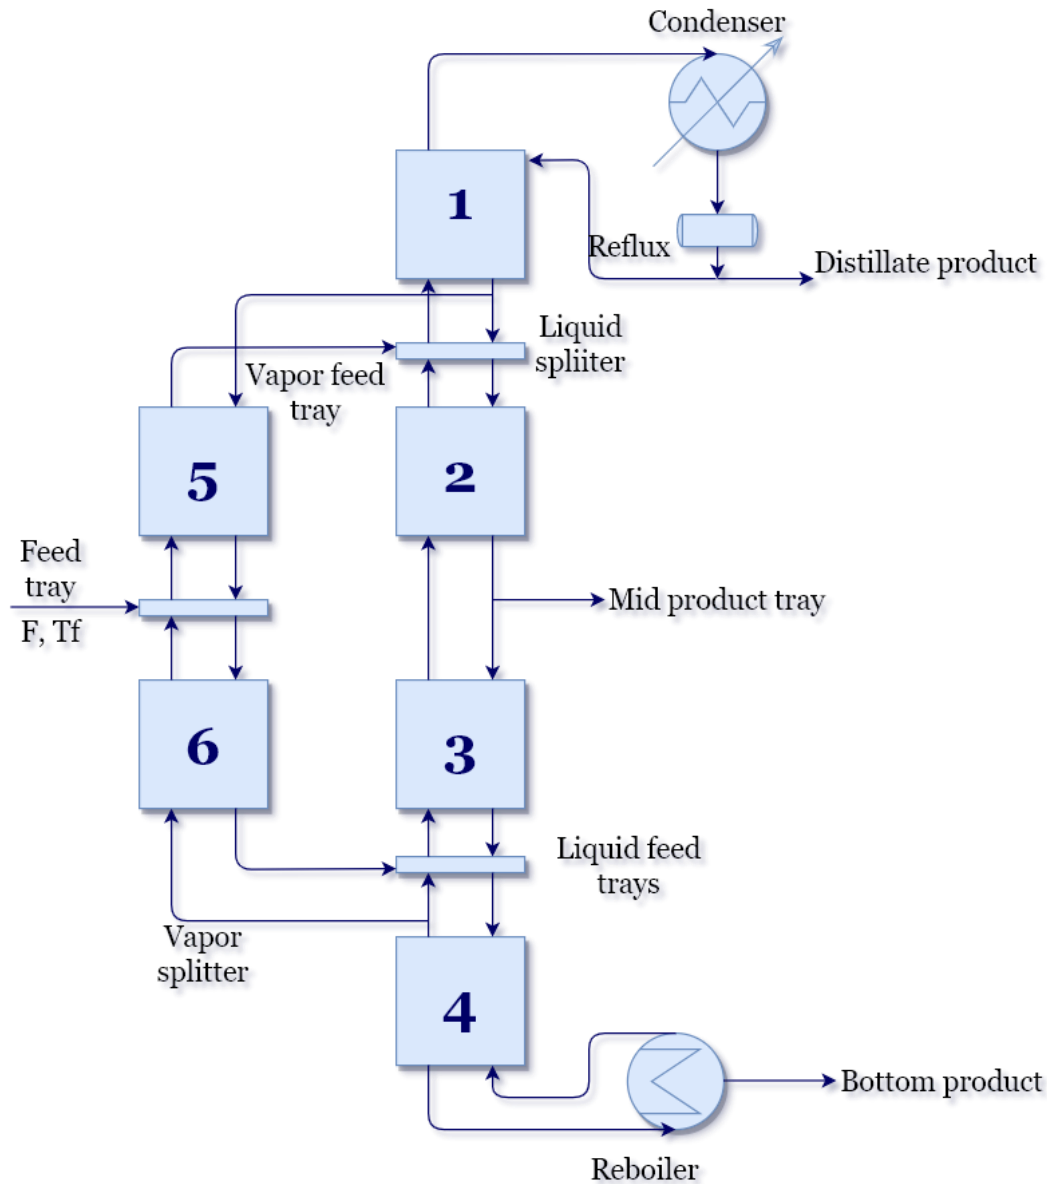 Condenser
1
Reflux
Distillate product
Liquid
spliiter
Vapor feed
tray
5
2
Feed
tray
F, Tf
Mid product tray
6
3
Liquid feed
trays
Vapor
splitter
4
Bottom product
Reboiler